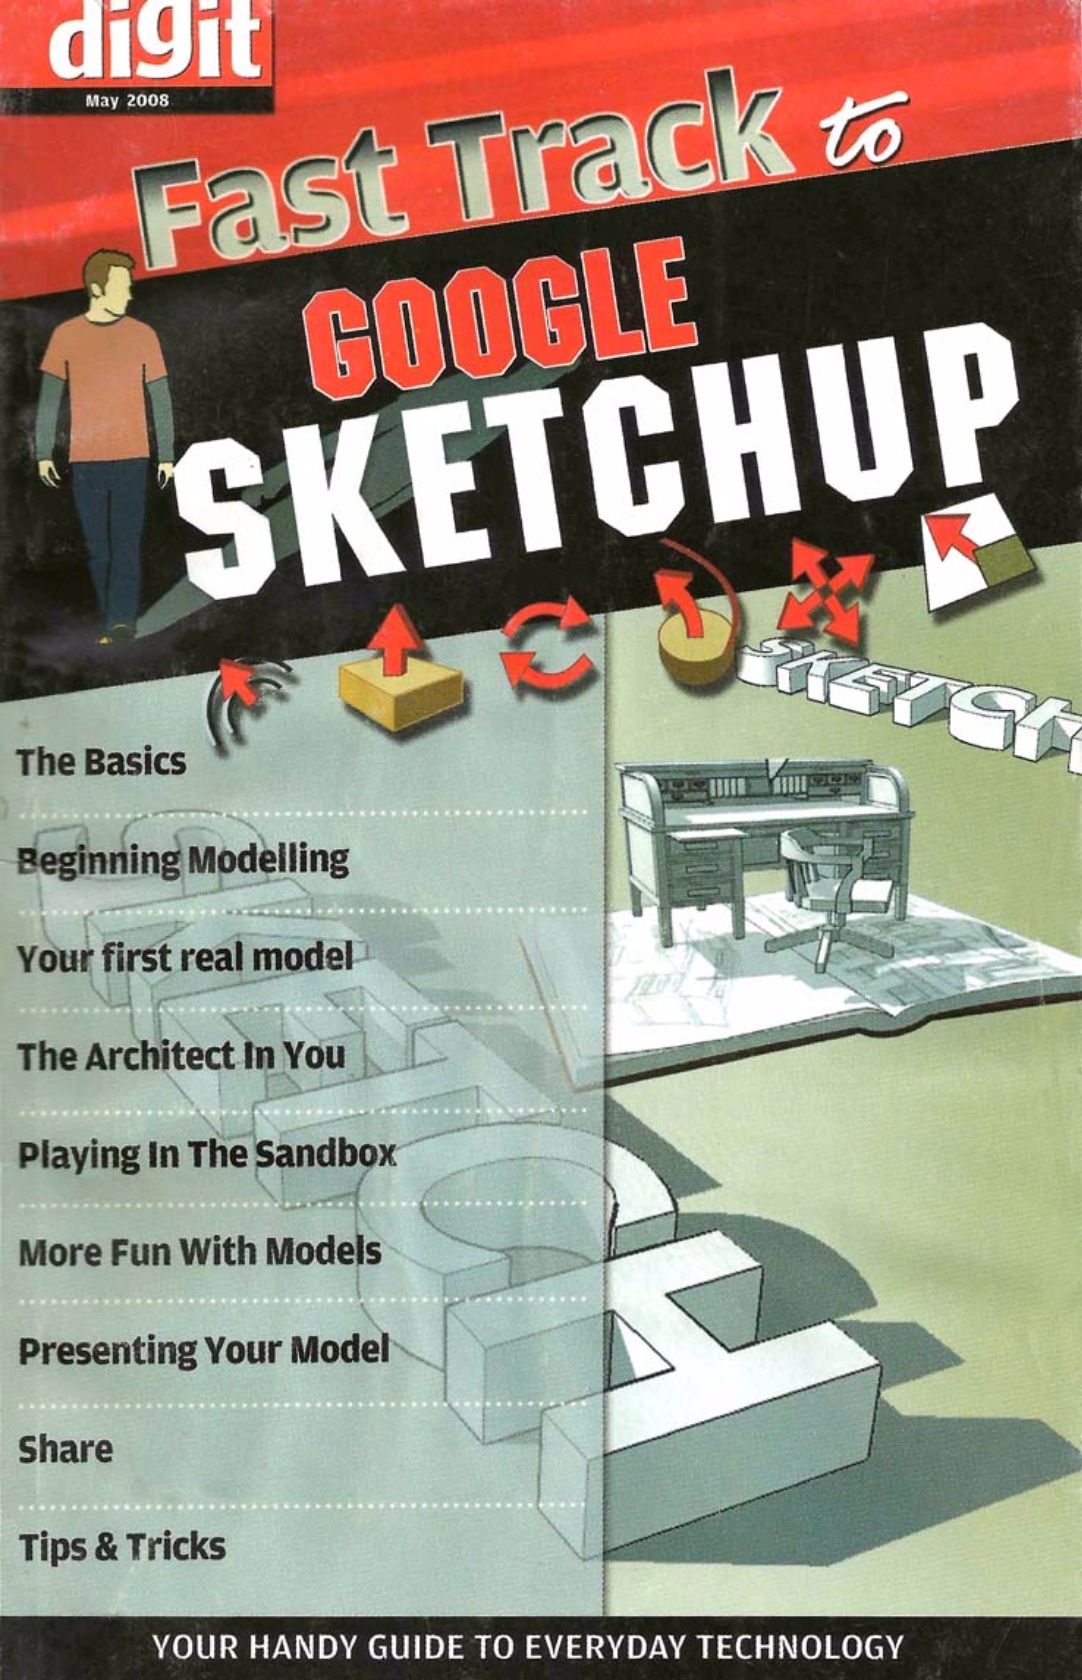 digit
May 2008
Fast Track to
GOOGLE
SKETCHUP
SKETCH
The Basics
Beginning Modelling
Your first real model
The Architect In You
Playing In The Sandbox
More Fun With Models
Presenting Your Model
Share
Tips & Tricks
SKETCH
YOUR HANDY GUIDE TO EVERYDAY TECHNOLOGY